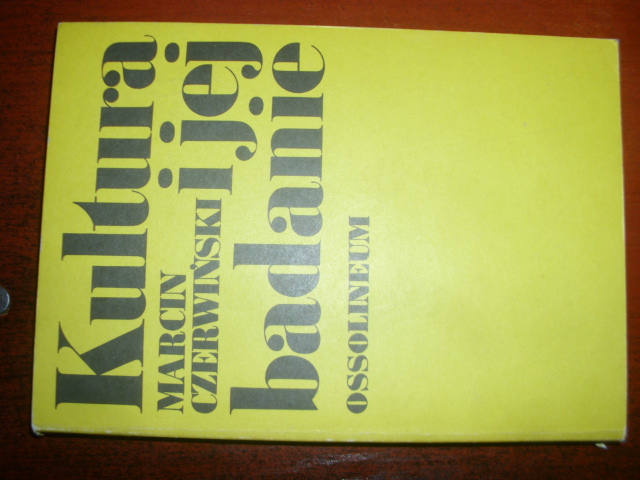 Kultura
MARCIN
CZERWIŃSKI i jej
badanie
OSSOLINEUM